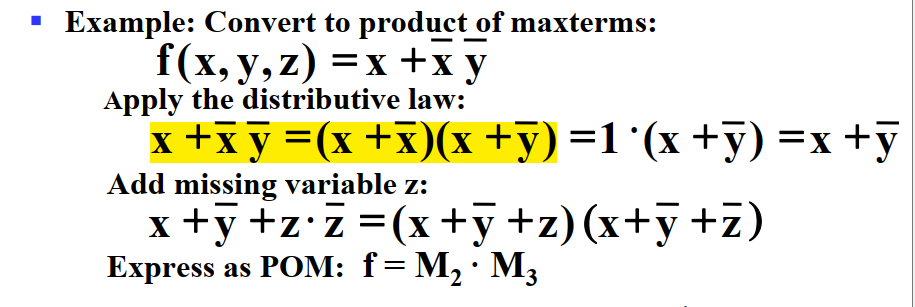 ▪ Example: Convert to product of maxterms:
f(x, y, z) = x + x̅ y̅
Apply the distributive law:
x + x̅ y̅ = (x + x̅)(x + y̅) = 1 · (x + y̅) = x + y̅
Add missing variable z:
x + y̅ + z · z̅ = (x + y̅ + z) (x + y̅ + z̅)
Express as POM: f = M₂ · M₃